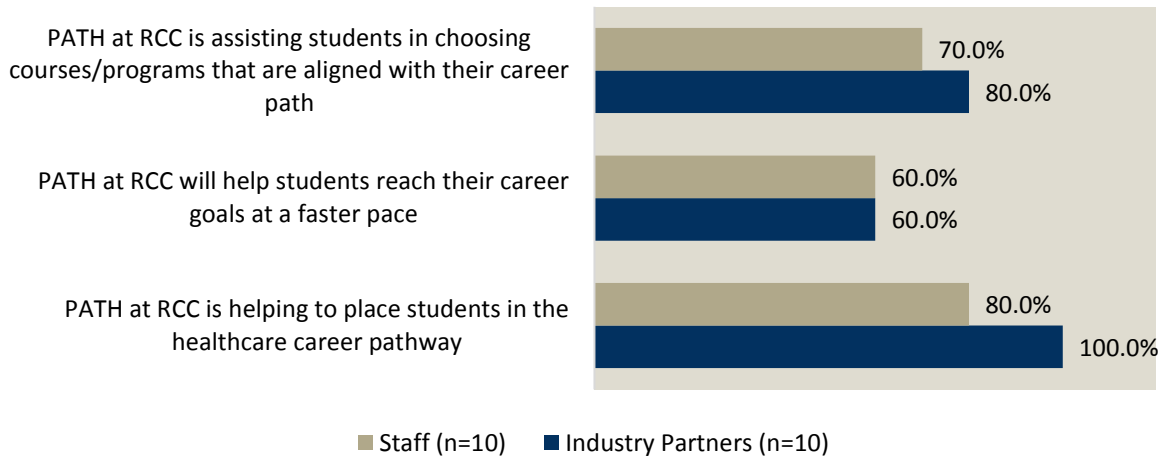 PATH at RCC is assisting students in choosing
courses/programs that are aligned with their career
path
70.0%
80.0%
PATH at RCC will help students reach their career
goals at a faster pace
60.0%
60.0%
PATH at RCC is helping to place students in the
healthcare career pathway
80.0%
100.0%
Staff (n=10) Industry Partners (n=10)